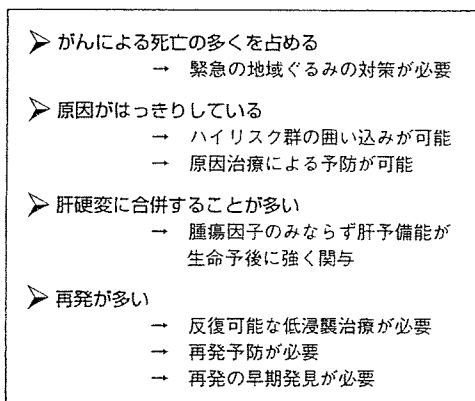 ➢ がんによる死亡の多くを占める
→ 緊急の地域ぐるみの対策が必要
➢ 原因がはっきりしている
→ ハイリスク群の囲い込みが可能
→ 原因治療による予防が可能
➢ 肝硬変に合併することが多い
→ 腫瘍因子のみならず肝予備能が
生命予後に強く関与
➢ 再発が多い
→ 反復可能な低浸襲治療が必要
→ 再発予防が必要
→ 再発の早期発見が必要